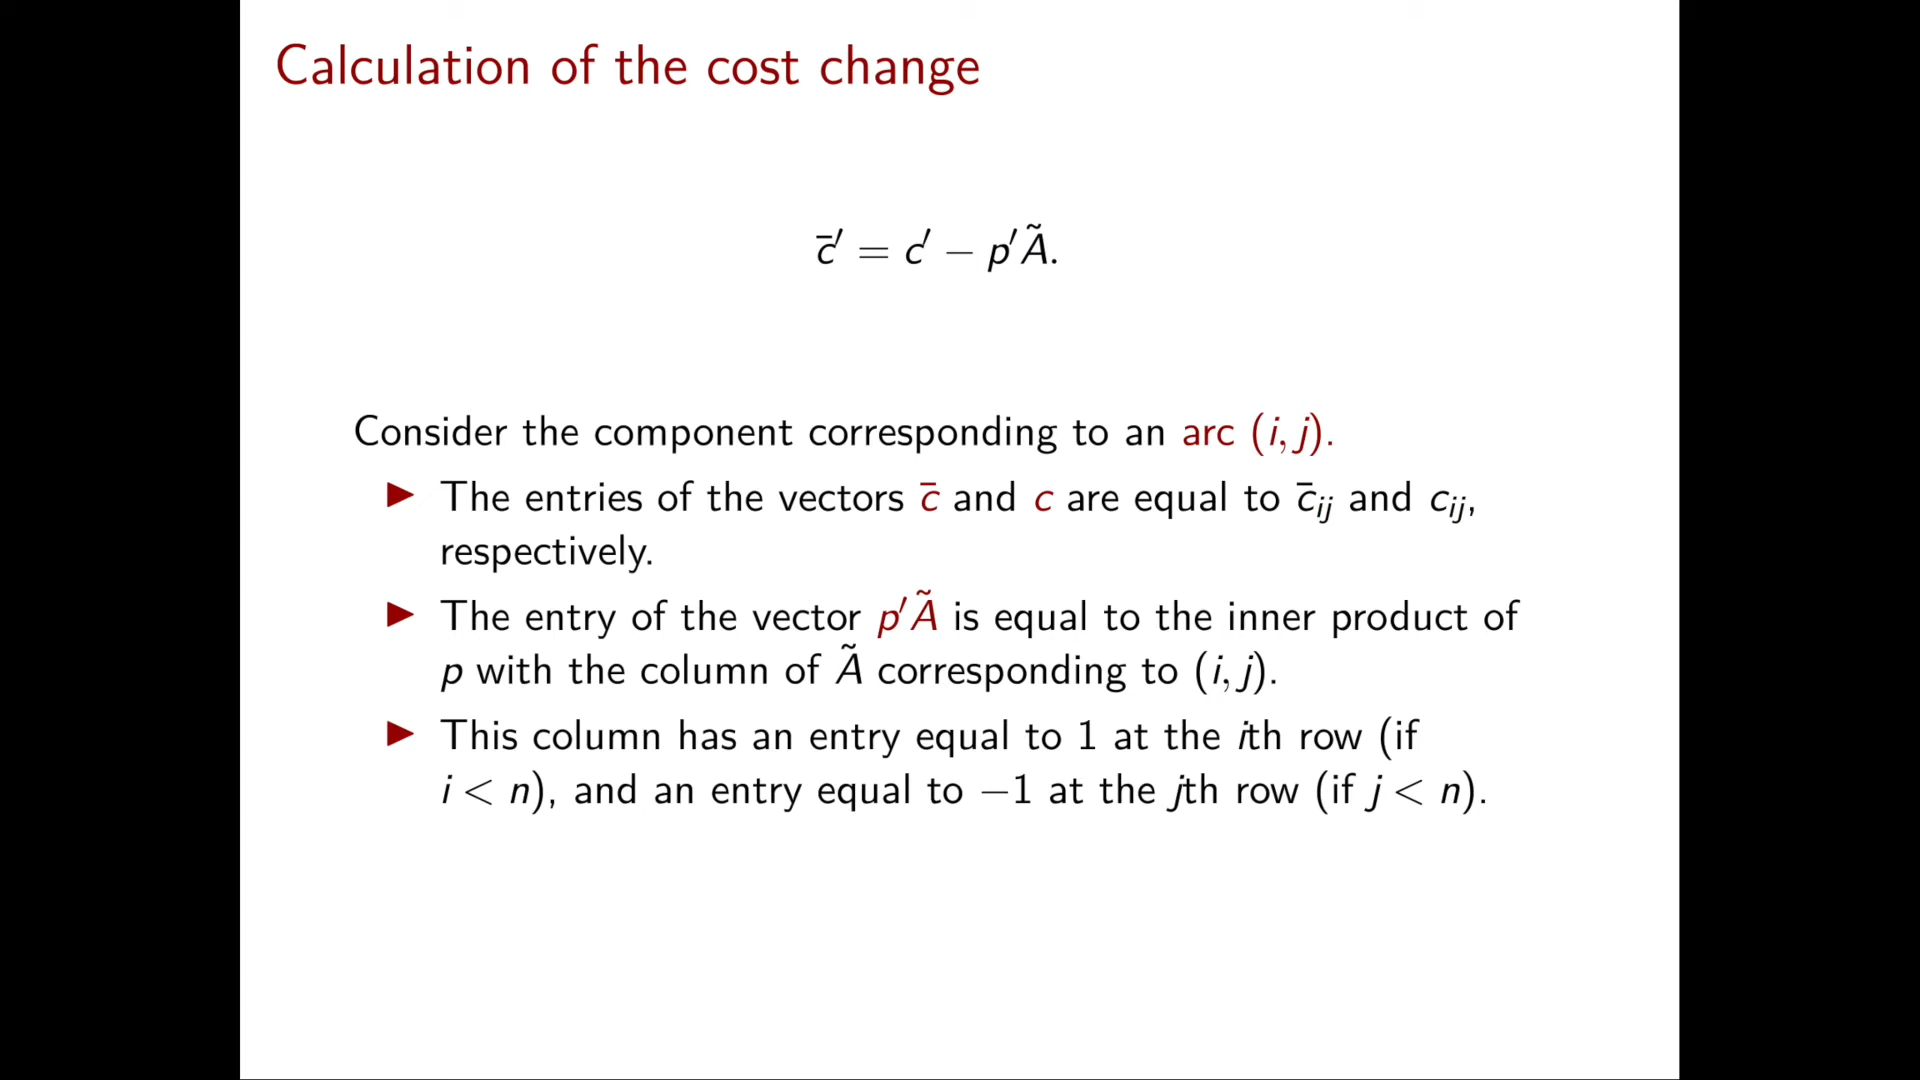 Calculation of the cost change
c̄′ = c′ − p′Ã.
Consider the component corresponding to an arc (i, j).
▶ The entries of the vectors c̄ and c are equal to c̄ᵢⱼ and cᵢⱼ,
respectively.
▶ The entry of the vector p′Ã is equal to the inner product of
p with the column of Ã corresponding to (i, j).
▶ This column has an entry equal to 1 at the ith row (if
i < n), and an entry equal to −1 at the jth row (if j < n).